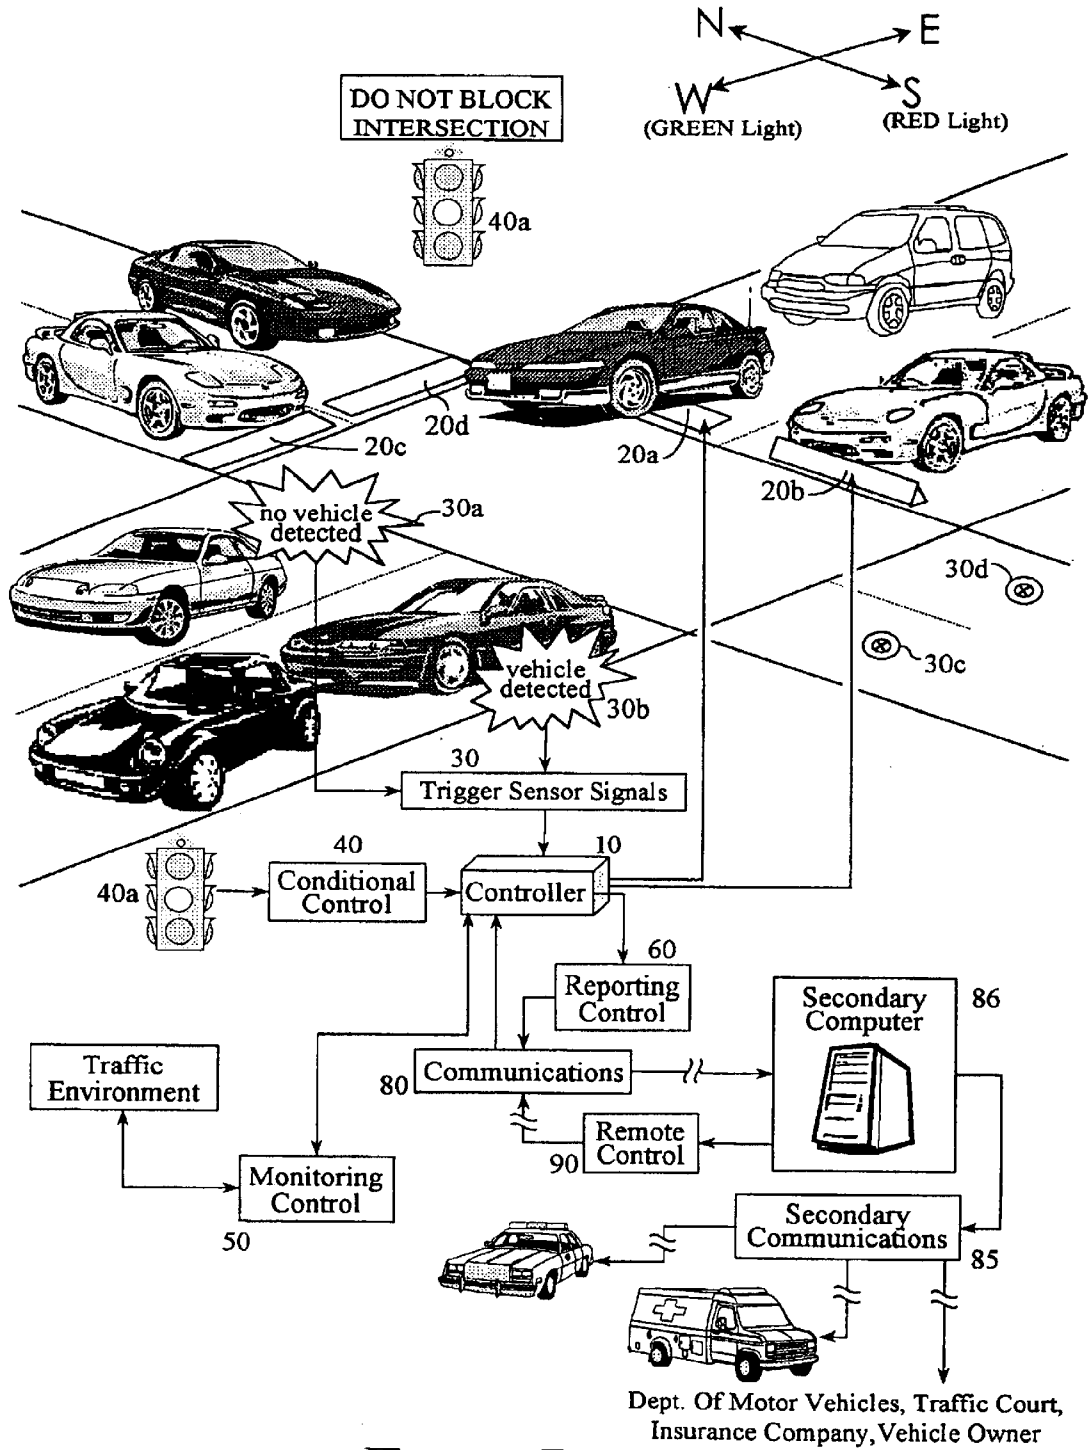 N
E
W
S
(GREEN Light)
(RED Light)
DO NOT BLOCK
INTERSECTION
40a
20c
20d
20a
20b
no vehicle
detected
30a
30d
30c
vehicle
detected
30b
30
Trigger Sensor Signals
40
10
40a
Conditional
Control
Controller
60
Reporting
Control
Secondary
Computer
86
Traffic
Environment
Communications
80
Remote
Control
90
Monitoring
Control
50
Secondary
Communications
85
Dept. Of Motor Vehicles, Traffic Court,
Insurance Company, Vehicle Owner